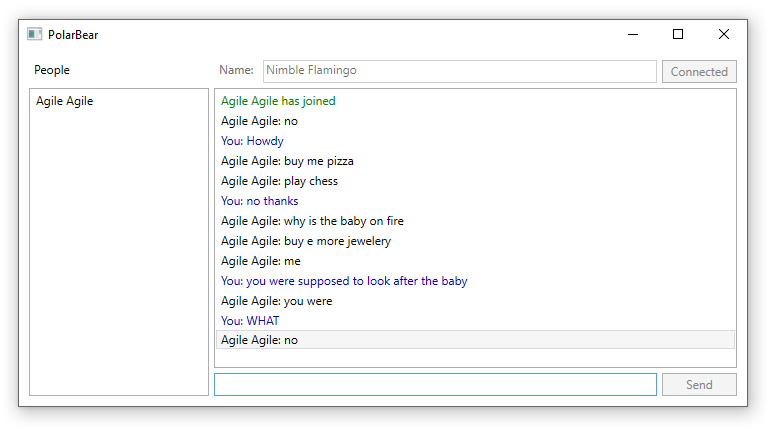 PolarBear
People
Name: Nimble Flamingo Connected
Agile Agile
Agile Agile has joined
Agile Agile: no
You: Howdy
Agile Agile: buy me pizza
Agile Agile: play chess
You: no thanks
Agile Agile: why is the baby on fire
Agile Agile: buy e more jewelery
Agile Agile: me
You: you were supposed to look after the baby
Agile Agile: you were
You: WHAT
Agile Agile: no
Send